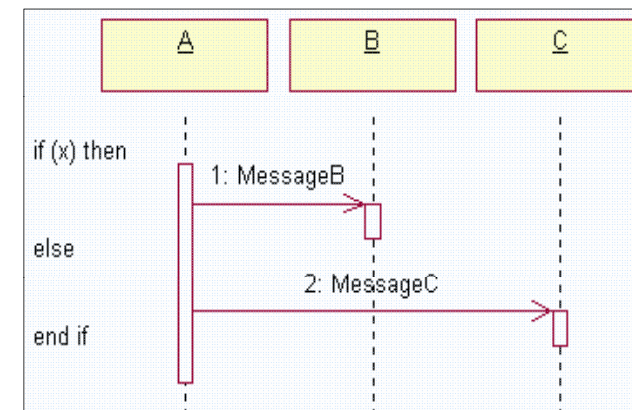 A B C
if (x) then
1: MessageB
else
2: MessageC
end if